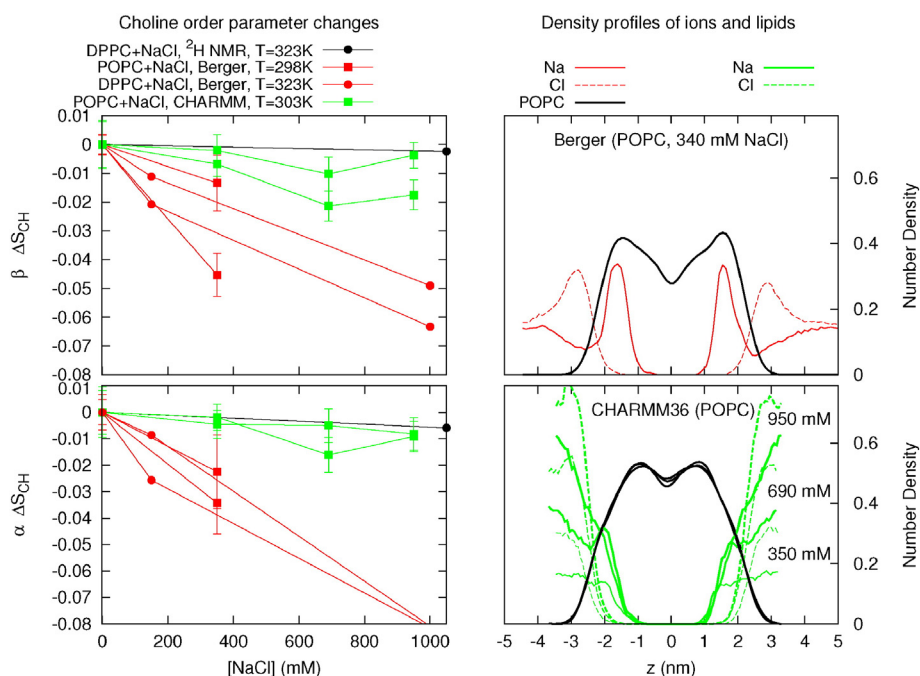 Choline order parameter changes
DPPC+NaCl, ²H NMR, T=323K
POPC+NaCl, Berger, T=298K
DPPC+NaCl, Berger, T=323K
POPC+NaCl, CHARMM, T=303K
0.01
0
-0.01
-0.02
-0.03
-0.04
-0.05
-0.06
-0.07
-0.08
β ΔS_CH
0.01
0
-0.01
-0.02
-0.03
-0.04
-0.05
-0.06
-0.07
-0.08
α ΔS_CH
0 200 400 600 800 1000
[NaCl] (mM)
Density profiles of ions and lipids
Na Na
Cl Cl
POPC
Berger (POPC, 340 mM NaCl)
0.6
0.4
0.2
0
Number Density
CHARMM36 (POPC)
950 mM
690 mM
350 mM
0.6
0.4
0.2
0
Number Density
-5 -4 -3 -2 -1 0 1 2 3 4 5
z (nm)